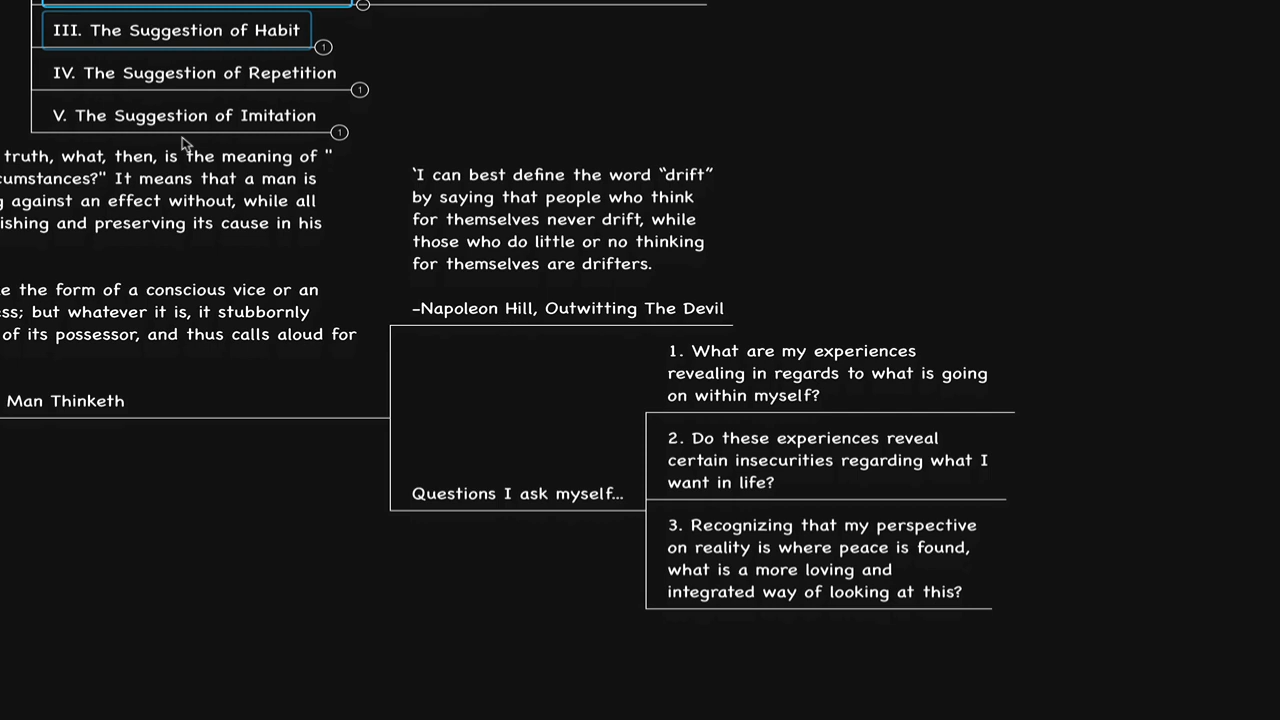 III. The Suggestion of Habit
1
IV. The Suggestion of Repetition
1
V. The Suggestion of Imitation
1
truth, what, then, is the meaning of "
cumstances?" It means that a man is
g against an effect without, while all
ishing and preserving its cause in his
e the form of a conscious vice or an
ess; but whatever it is, it stubbornly
of its possessor, and thus calls aloud for
Man Thinketh
‘I can best define the word “drift”
by saying that people who think
for themselves never drift, while
those who do little or no thinking
for themselves are drifters.
–Napoleon Hill, Outwitting The Devil
Questions I ask myself...
1. What are my experiences
revealing in regards to what is going
on within myself?
2. Do these experiences reveal
certain insecurities regarding what I
want in life?
3. Recognizing that my perspective
on reality is where peace is found,
what is a more loving and
integrated way of looking at this?